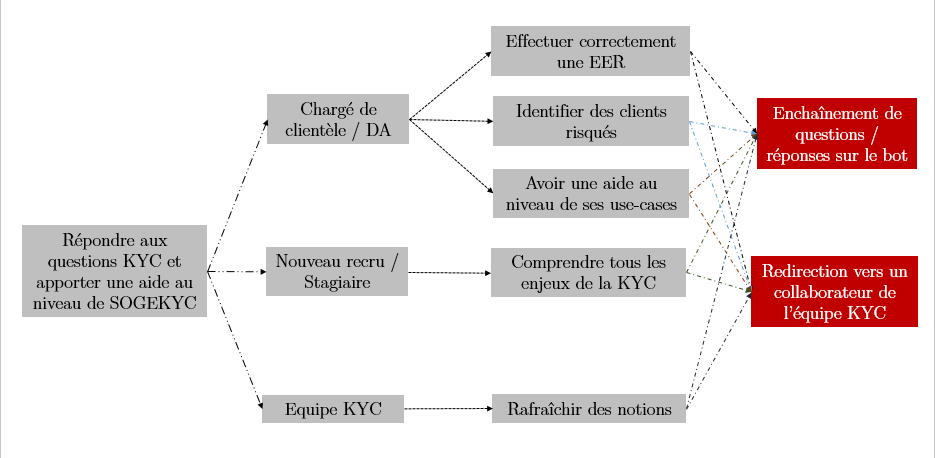 Répondre aux
questions KYC et
apporter une aide au
niveau de SOGEKYC
Chargé de
clientèle / DA
Nouveau recru /
Stagiaire
Equipe KYC
Effectuer correctement
une EER
Identifier des clients
risqués
Avoir une aide au
niveau de ses use-cases
Comprendre tous les
enjeux de la KYC
Rafraîchir des notions
Enchaînement de
questions /
réponses sur le bot
Redirection vers un
collaborateur de
l'équipe KYC